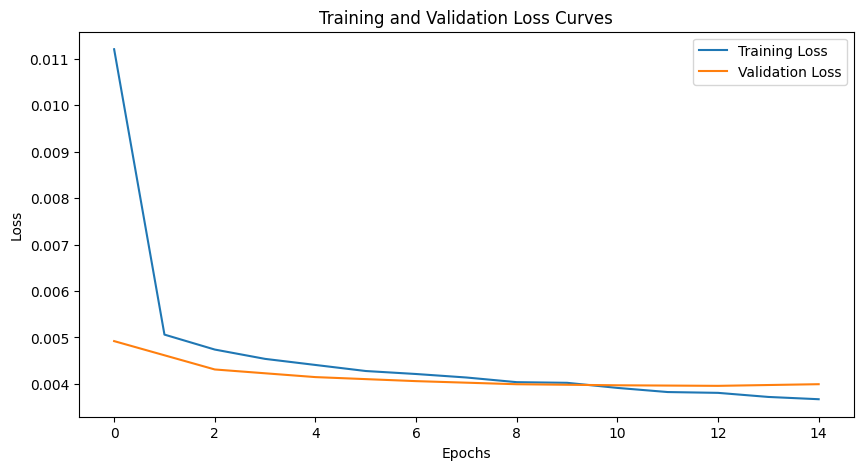 Training and Validation Loss Curves
Training Loss
Validation Loss
0.011
0.010
0.009
0.008
0.007
0.006
0.005
0.004
Loss
0 2 4 6 8 10 12 14
Epochs